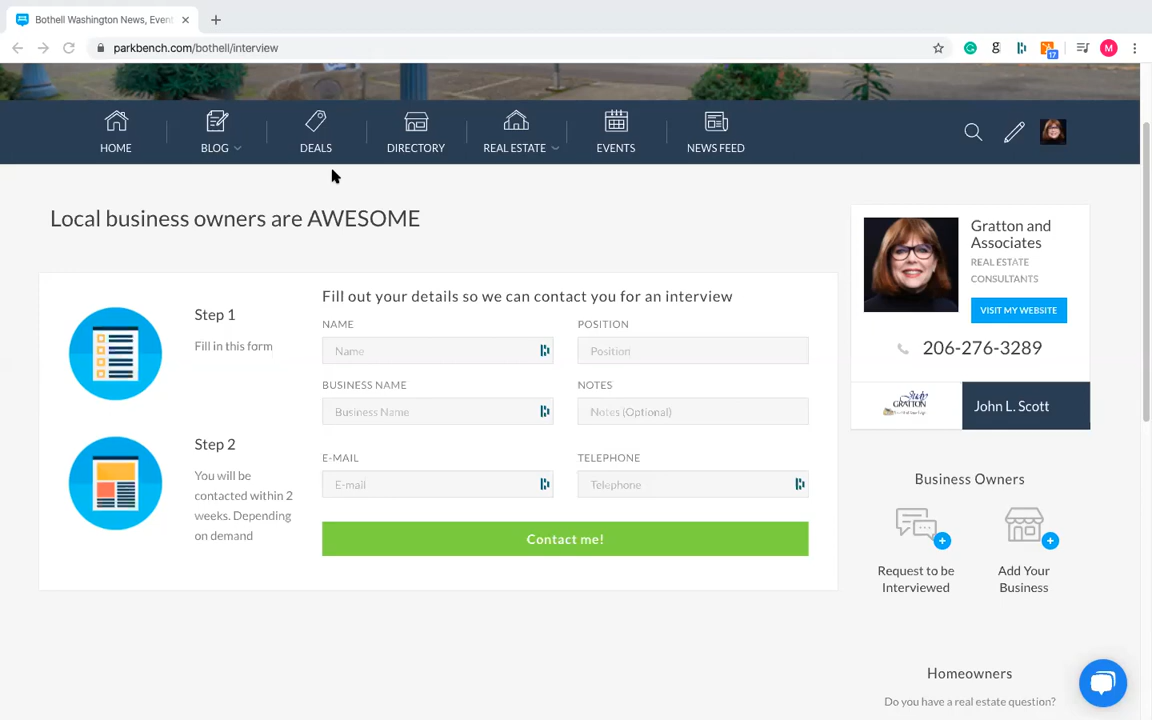 Bothell Washington News, Event
parkbench.com/bothell/interview
g
17
M
HOME
BLOG
DEALS
DIRECTORY
REAL ESTATE
EVENTS
NEWS FEED
Local business owners are AWESOME
Step 1
Fill in this form
Step 2
You will be
contacted within 2
weeks. Depending
on demand
Fill out your details so we can contact you for an interview
NAME
POSITION
Name
Position
BUSINESS NAME
NOTES
Business Name
Notes (Optional)
E-MAIL
TELEPHONE
E-mail
Telephone
Contact me!
Gratton and
Associates
REAL ESTATE
CONSULTANTS
VISIT MY WEBSITE
206-276-3289
Judy
GRATTON
John L. Scott
Business Owners
Request to be
Interviewed
Add Your
Business
Homeowners
Do you have a real estate question?